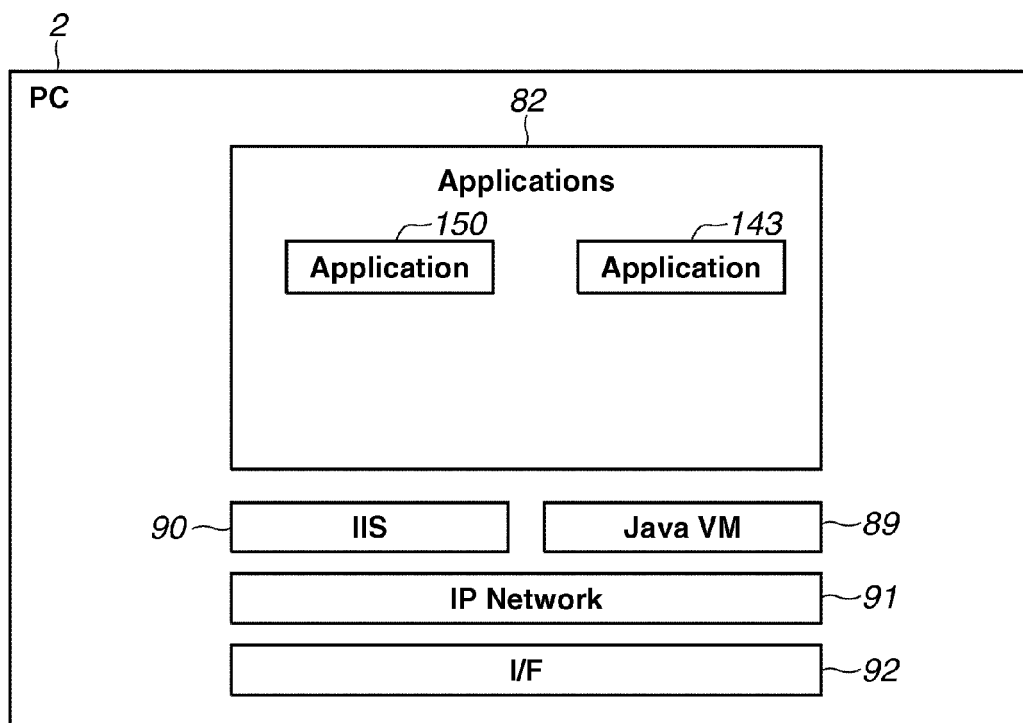 2
PC
82
Applications
150 143
Application Application
90 IIS Java VM 89
IP Network 91
I/F 92